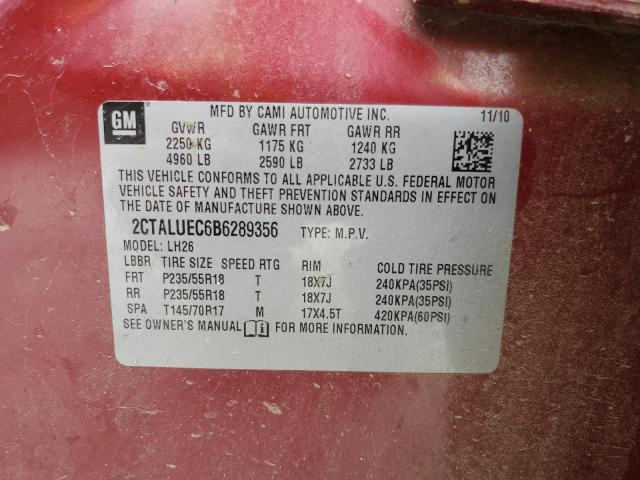 GM
MFD BY CAMI AUTOMOTIVE INC. 11/10
GVWR GAWR FRT GAWR RR
2250 KG 1175 KG 1240 KG
4960 LB 2590 LB 2733 LB
THIS VEHICLE CONFORMS TO ALL APPLICABLE U.S. FEDERAL MOTOR
VEHICLE SAFETY AND THEFT PREVENTION STANDARDS IN EFFECT ON
THE DATE OF MANUFACTURE SHOWN ABOVE.
2CTALUEC6B6289356 TYPE: M.P.V.
MODEL: LH26
LBBR TIRE SIZE SPEED RTG RIM COLD TIRE PRESSURE
FRT P235/55R18 T 18X7J 240KPA(35PSI)
RR P235/55R18 T 18X7J 240KPA(35PSI)
SPA T145/70R17 M 17X4.5T 420KPA(60PSI)
SEE OWNER'S MANUAL FOR MORE INFORMATION.